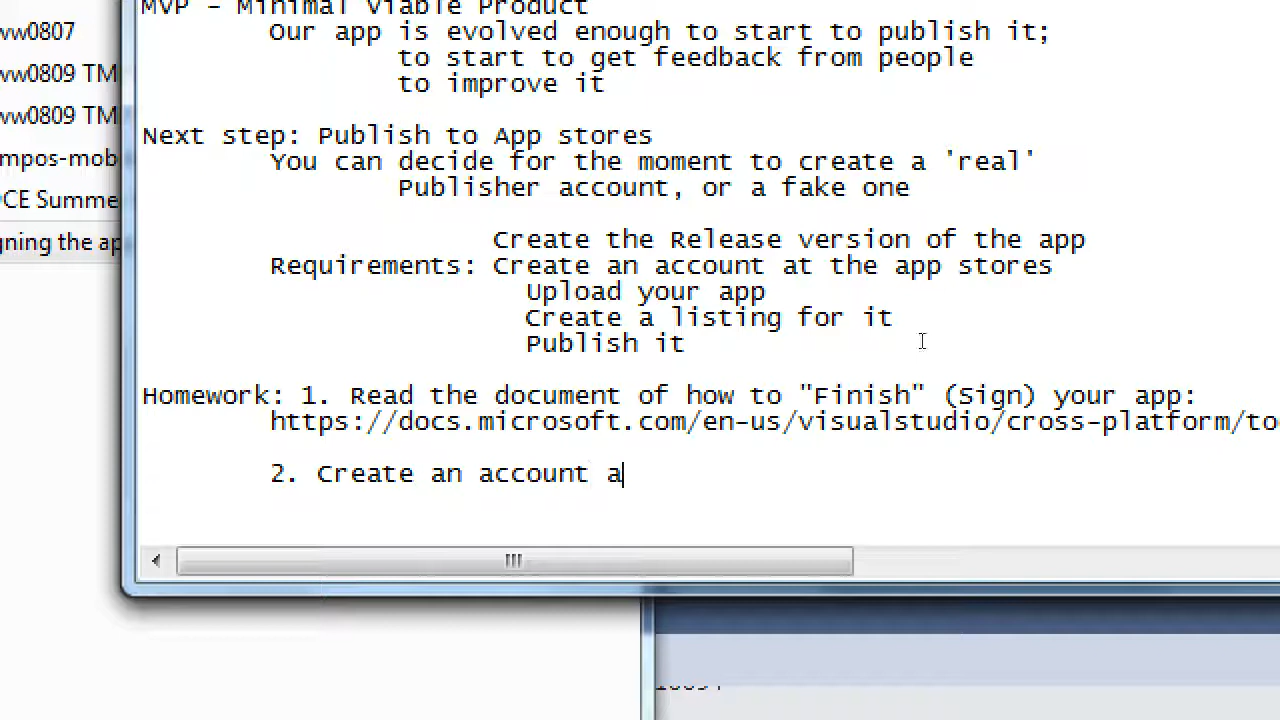 MVP - Minimal Viable Product
Our app is evolved enough to start to publish it;
to start to get feedback from people
to improve it
Next step: Publish to App stores
You can decide for the moment to create a 'real'
Publisher account, or a fake one
Create the Release version of the app
Requirements: Create an account at the app stores
Upload your app
Create a listing for it
Publish it
Homework: 1. Read the document of how to "Finish" (Sign) your app:
https://docs.microsoft.com/en-us/visualstudio/cross-platform/to
2. Create an account a
ww0807
ww0809 TM
ww0809 TM
mpos-mob
CE Summe
gning the ap